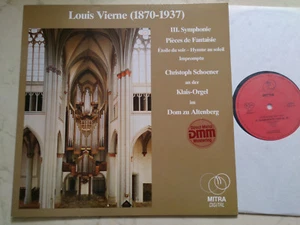 Louis Vierne (1870-1937)
III. Symphonie
Pièces de Fantaisie
Etoile du soir - Hymne au soleil
Impromptu
Christoph Schoener
an der
Klais-Orgel
im
Dom zu Altenberg
DMM
MITRA
DIGITAL
MITRA